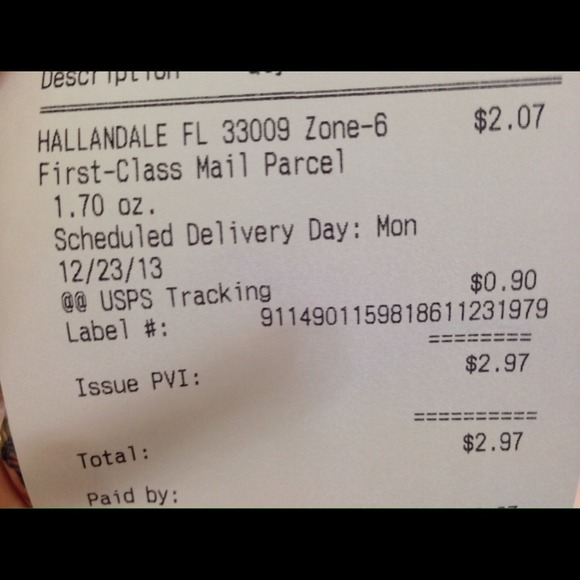 Description
HALLANDALE FL 33009 Zone-6 $2.07
First-Class Mail Parcel
1.70 oz.
Scheduled Delivery Day: Mon
12/23/13
@@ USPS Tracking $0.90
Label #: 9114901159818611231979
========
Issue PVI: $2.97
==========
Total: $2.97
Paid by: